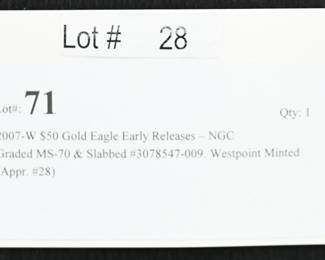 Lot # 28
Lot#: 71
Qty: 1
2007-W $50 Gold Eagle Early Releases – NGC
Graded MS-70 & Slabbed #3078547-009. Westpoint Minted
(Appr. #28)